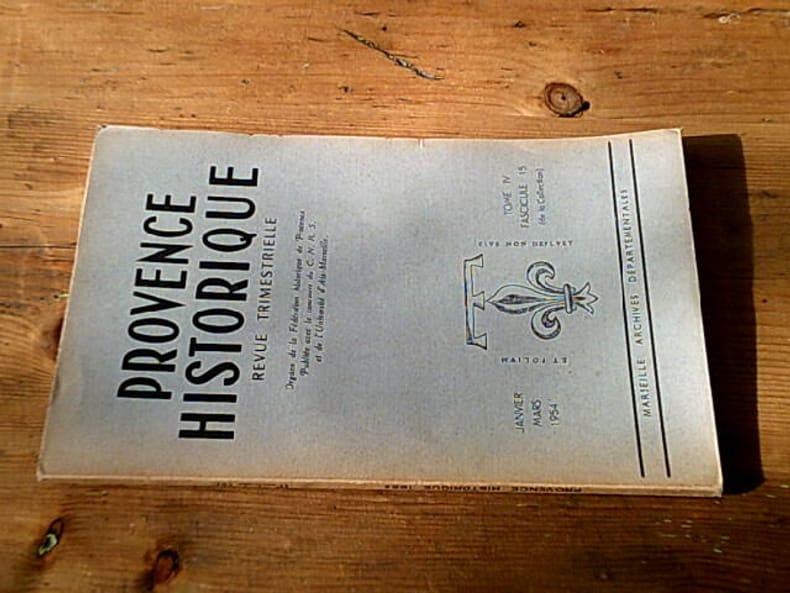 PROVENCE
HISTORIQUE
REVUE TRIMESTRIELLE
Organe de la Fédération historique de Provence
Publiée avec le concours du C. N. R. S.
et de l'Université d'Aix-Marseille.
JANVIER
MARS
1954
ET FOLIVM
EIVS NON DEFLVET
TOME IV
FASCICULE 15
(de la Collection)
MARSEILLE ARCHIVES DÉPARTEMENTALES
PROVENCE HISTORIQUE 1954